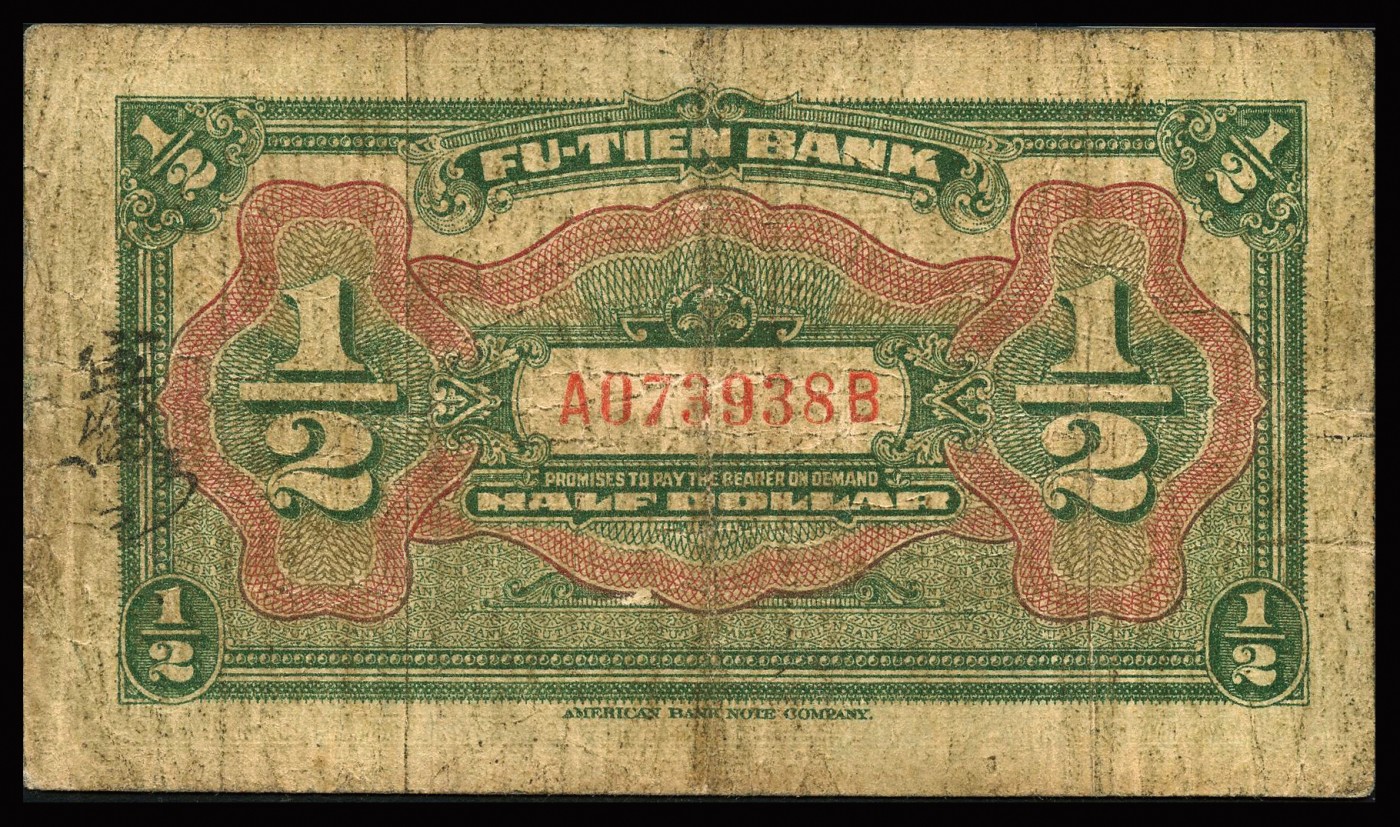 1/2
FU-TIEN BANK
1/2
1/2
1/2
A073938B
PROMISES TO PAY THE BEARER ON DEMAND
HALF DOLLAR
1/2
1/2
AMERICAN BANK NOTE COMPANY.